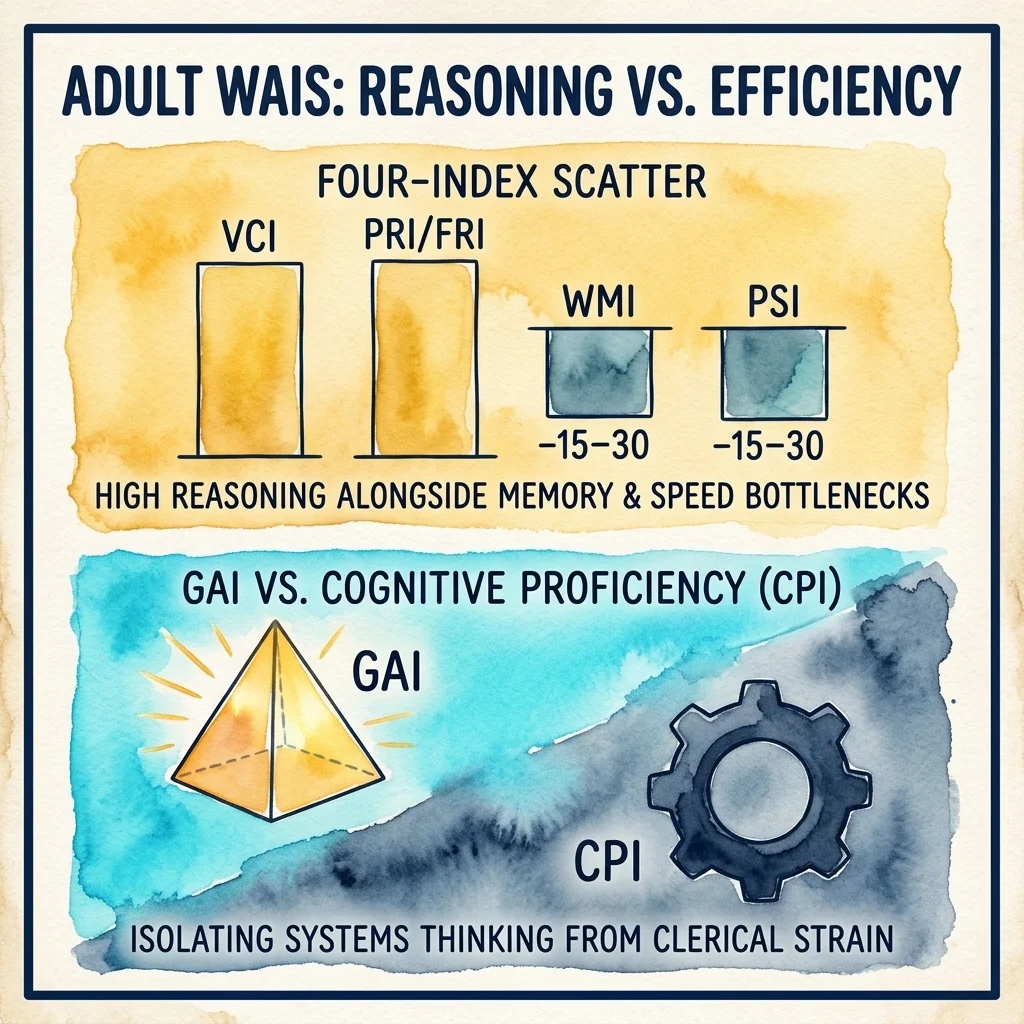 ADULT WAIS: REASONING VS. EFFICIENCY
FOUR-INDEX SCATTER
VCI
PRI/FRI
WMI
PSI
-15-30
-15-30
HIGH REASONING ALONGSIDE MEMORY & SPEED BOTTLENECKS
GAI VS. COGNITIVE PROFICIENCY (CPI)
GAI
CPI
ISOLATING SYSTEMS THINKING FROM CLERICAL STRAIN